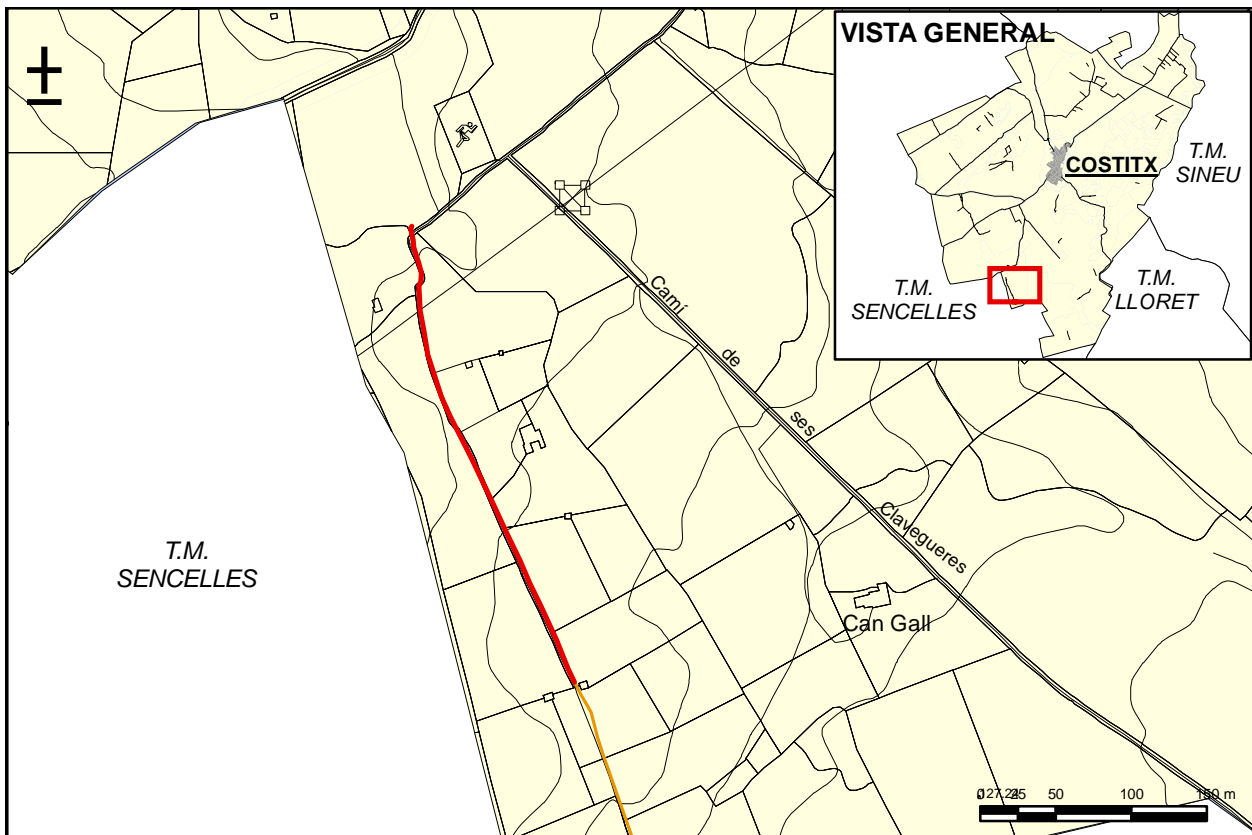 VISTA GENERAL
COSTITX
T.M.
SINEU
T.M.
SENCELLES
T.M.
LLORET
Camí
de
ses
Clavegueres
T.M.
SENCELLES
Can Gall
50
100
150 m